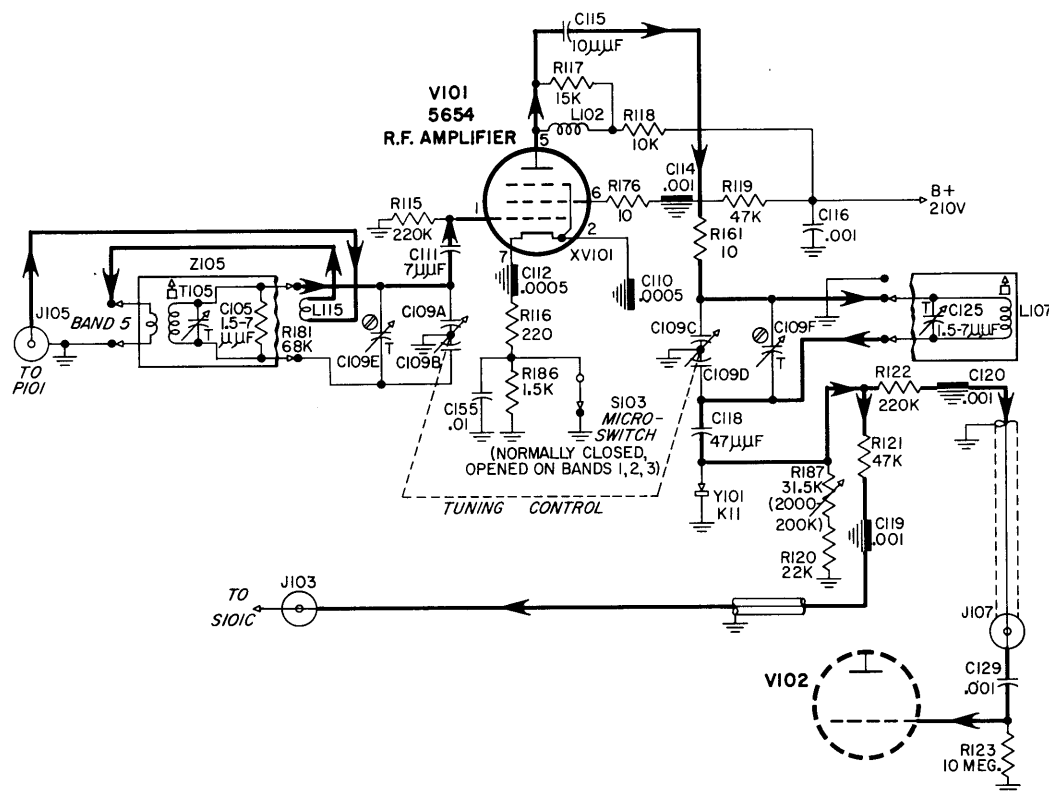 C115
10μμF
R117
15K
L102
R118
10K
V101
5654
R.F. AMPLIFIER
5
C114
.001
R176
10
6
R119
47K
B+
210V
C116
.001
R115
220K
1
2
7
XV101
R161
10
C111
7μμF
C112
.0005
C110
.0005
Z105
T105
J105
BAND 5
TO
P101
C105
1.5-7
μμF
T
R181
68K
L115
C109A
C109B
C109E
T
R116
220
R186
1.5K
C155
.01
S103
MICRO-
SWITCH
(NORMALLY CLOSED,
OPENED ON BANDS 1,2,3)
TUNING CONTROL
C109C
C109D
C109F
T
C125
T
1.5-7μμF
L107
C118
47μμF
R122
220K
C120
.001
R121
47K
R187
31.5K
(2000-
200K)
Y101
K11
R120
22K
C119
.001
TO
S101C
J103
J107
C129
.001
V102
R123
10 MEG.